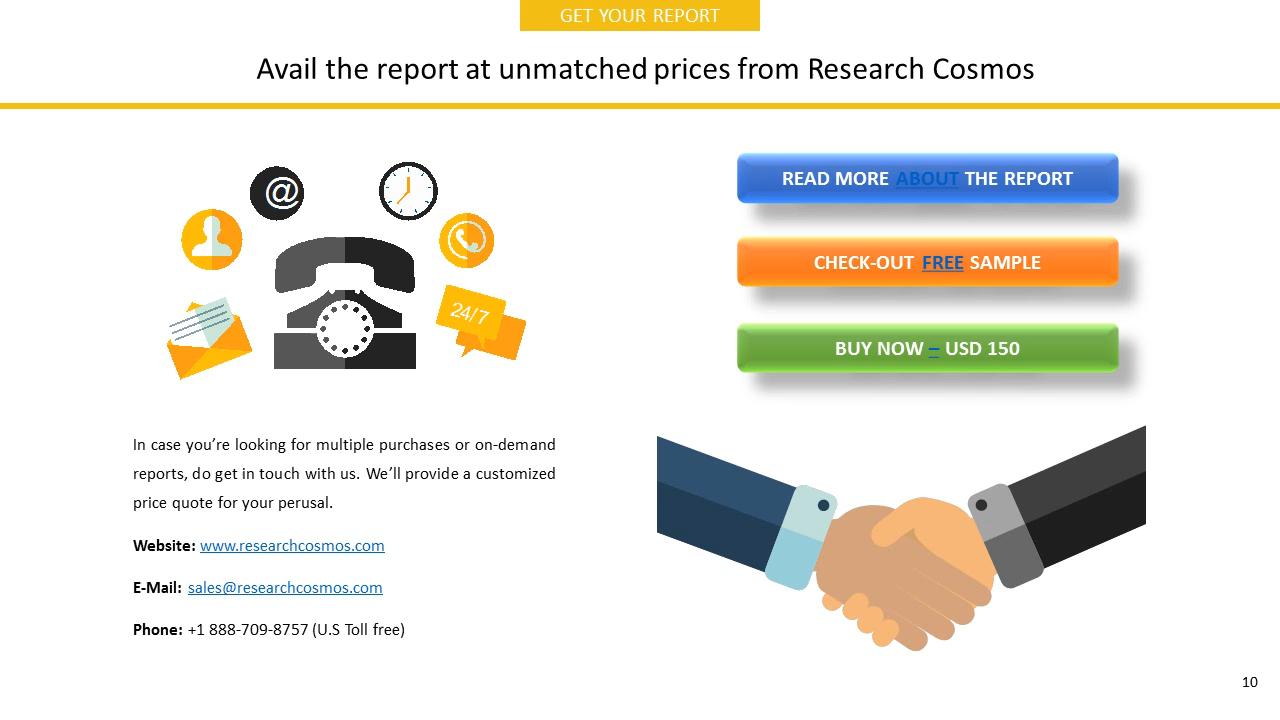 GET YOUR REPORT
Avail the report at unmatched prices from Research Cosmos
@
24/7
READ MORE ABOUT THE REPORT
CHECK-OUT FREE SAMPLE
BUY NOW – USD 150
In case you’re looking for multiple purchases or on-demand
reports, do get in touch with us. We’ll provide a customized
price quote for your perusal.
Website: www.researchcosmos.com
E-Mail: sales@researchcosmos.com
Phone: +1 888-709-8757 (U.S Toll free)
10